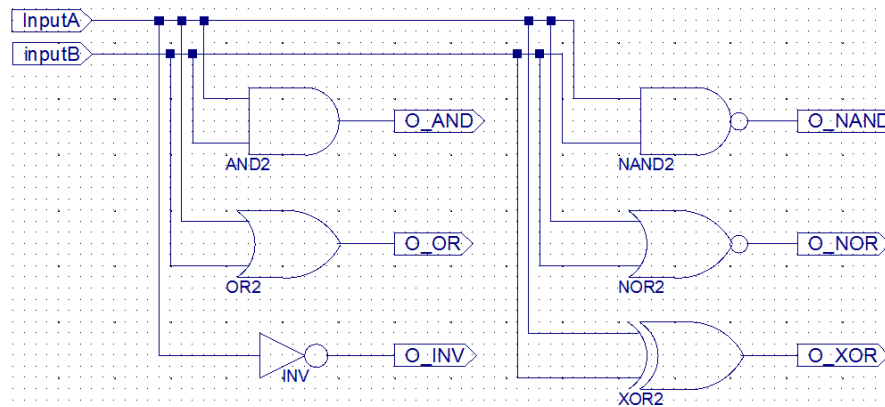 InputA
inputB
O_AND
O_NAND
AND2
NAND2
O_OR
O_NOR
OR2
NOR2
O_INV
O_XOR
INV
XOR2